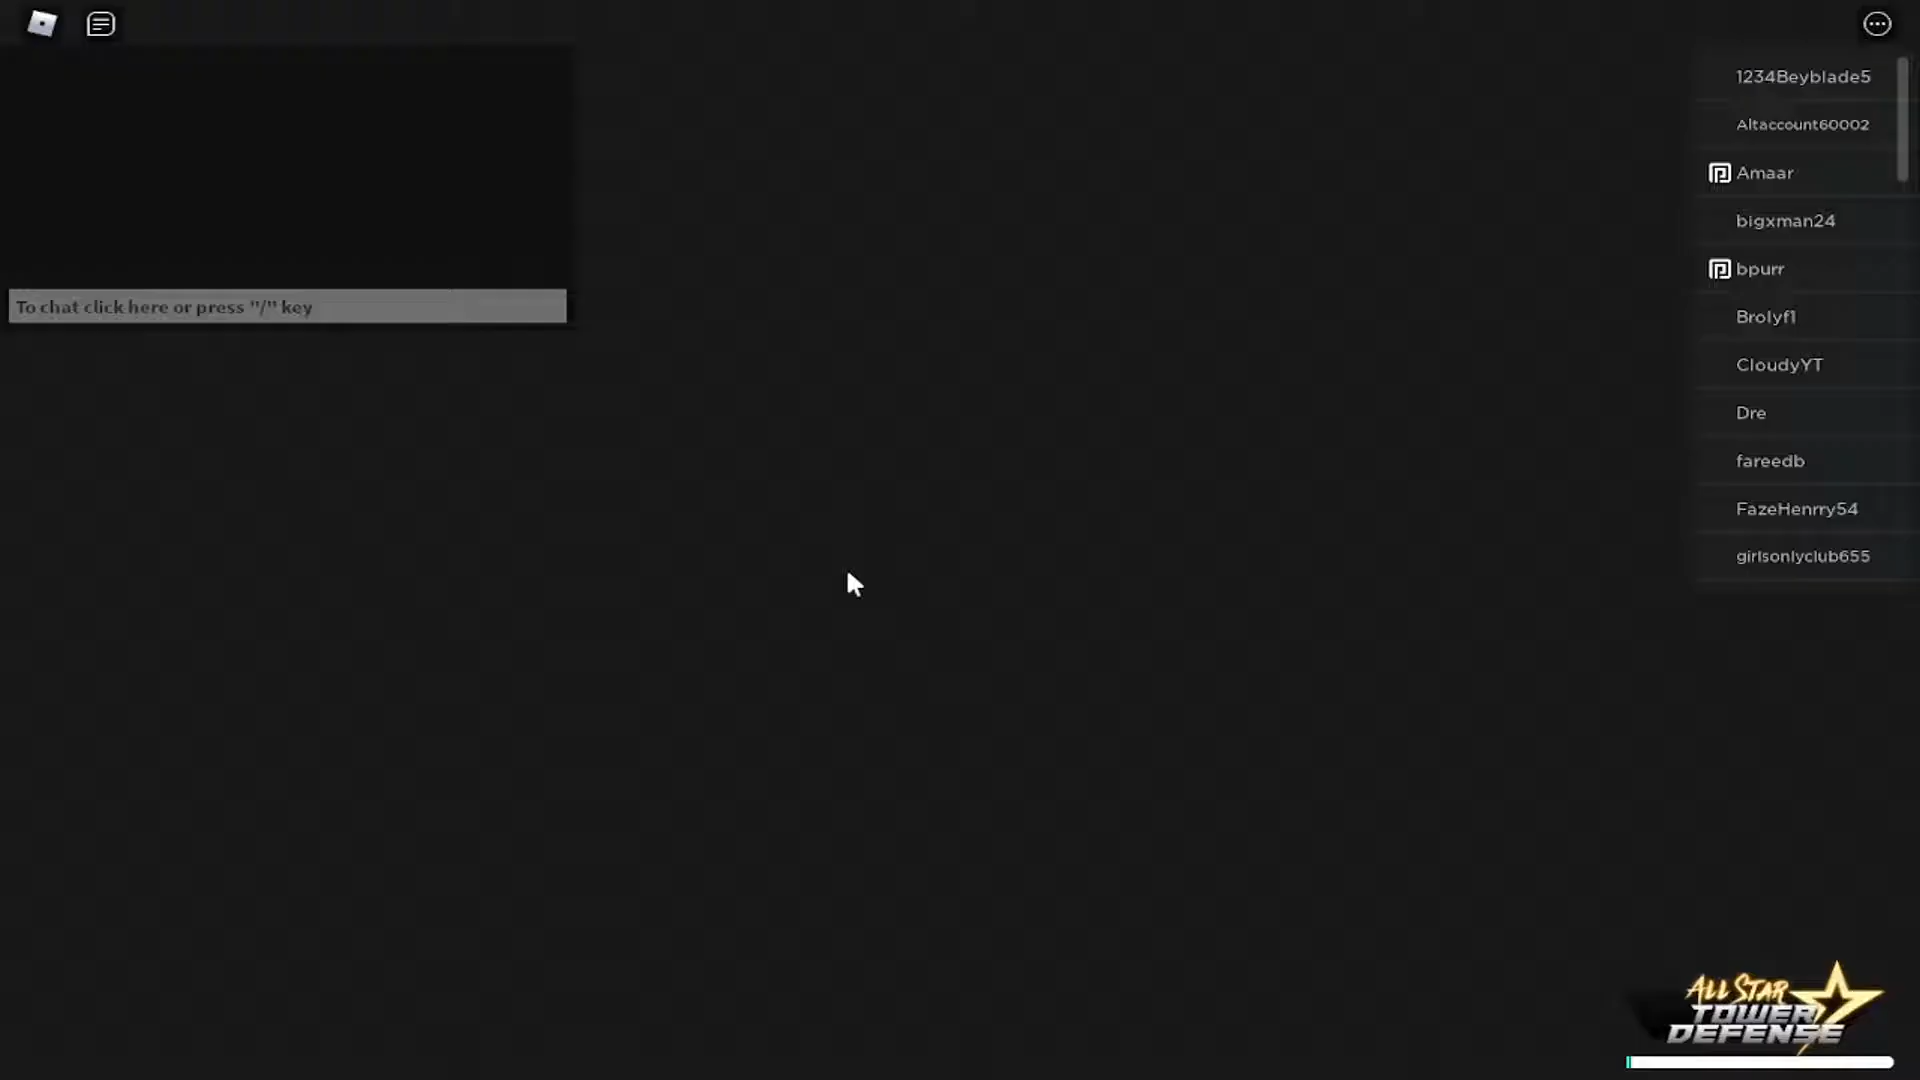 To chat click here or press "/" key
1234Beyblade5
Altaccount60002
Amaar
bigxman24
bpurr
Brolyf1
CloudyYT
Dre
fareedb
FazeHenrry54
girlsonlyclub655
ALL STAR
TOWER
DEFENSE